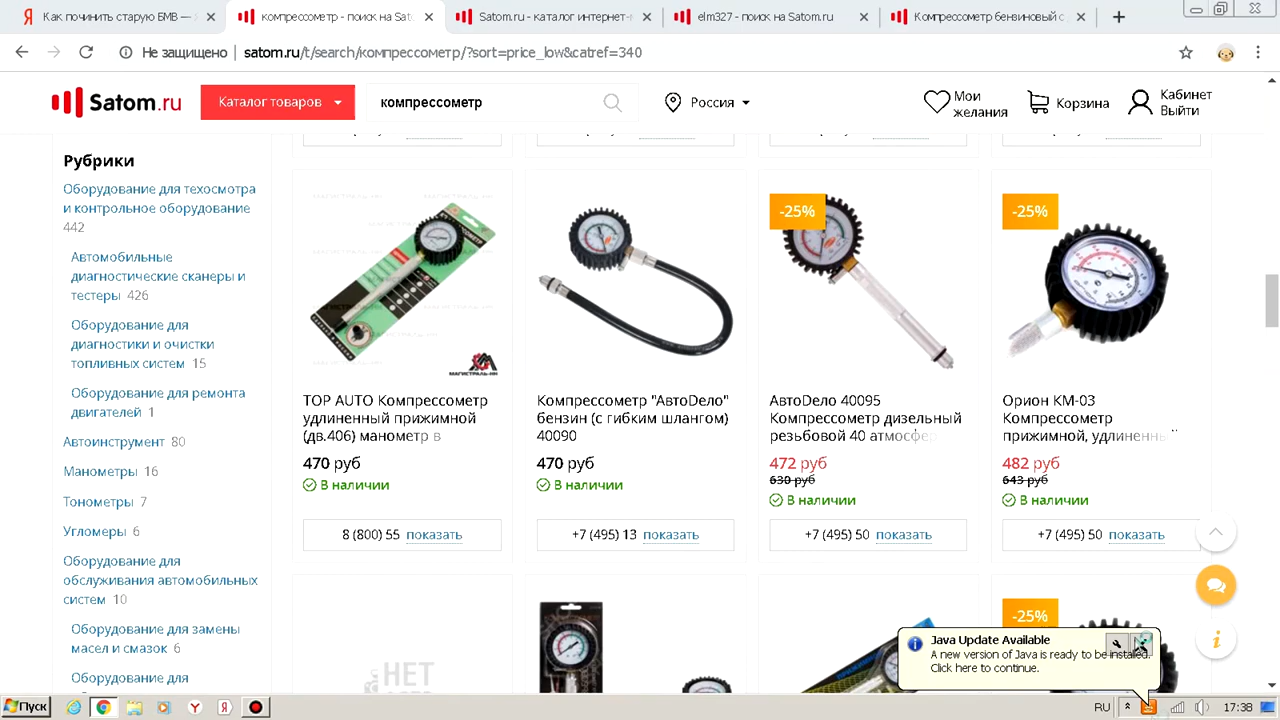 Как починить старую БМВ —
компрессометр - поиск на Sat
Satom.ru - каталог интернет-
elm327 - поиск на Satom.ru
Компрессометр бензиновый с
Не защищено
satom.ru/t/search/компрессометр/?sort=price_low&catref=340
Satom.ru
Каталог товаров
компрессометр
Россия
Мои
желания
Корзина
Кабинет
Выйти
Рубрики
Оборудование для техосмотра
и контрольное оборудование
442
Автомобильные
диагностические сканеры и
тестеры 426
Оборудование для
диагностики и очистки
топливных систем 15
Оборудование для ремонта
двигателей 1
Автоинструмент 80
Манометры 16
Тонометры 7
Угломеры 6
Оборудование для
обслуживания автомобильных
систем 10
Оборудование для замены
масел и смазок 6
Оборудование для
МАГИСТРАЛЬ-НН
TOP AUTO Компрессометр
удлиненный прижимной
(дв.406) манометр в
470 руб
В наличии
8 (800) 55 показать
Компрессометр "АвтоDело"
бензин (с гибким шлангом)
40090
470 руб
В наличии
+7 (495) 13 показать
-25%
АвтоDело 40095
Компрессометр дизельный
резьбовой 40 атмосфе
472 руб
630 руб
В наличии
+7 (495) 50 показать
-25%
Орион КМ-03
Компрессометр
прижимной, удлиненны
482 руб
643 руб
В наличии
+7 (495) 50 показать
НЕТ
-25%
Java Update Available
A new version of Java is ready to be installed.
Click here to continue.
Пуск
RU
17:38